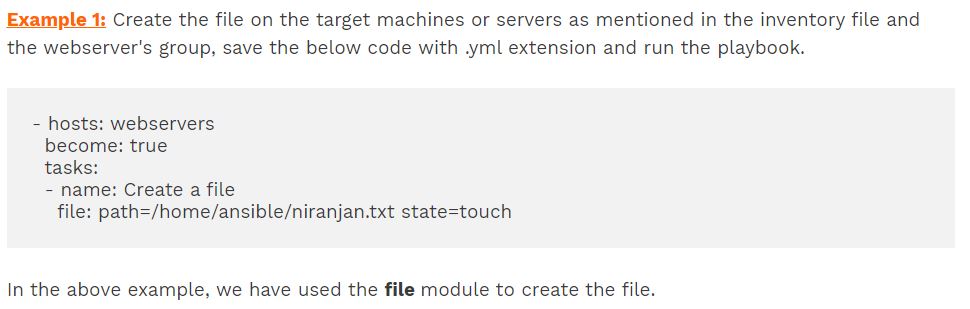 Example 1: Create the file on the target machines or servers as mentioned in the inventory file and
the webserver's group, save the below code with .yml extension and run the playbook.
- hosts: webservers
become: true
tasks:
- name: Create a file
file: path=/home/ansible/niranjan.txt state=touch
In the above example, we have used the file module to create the file.